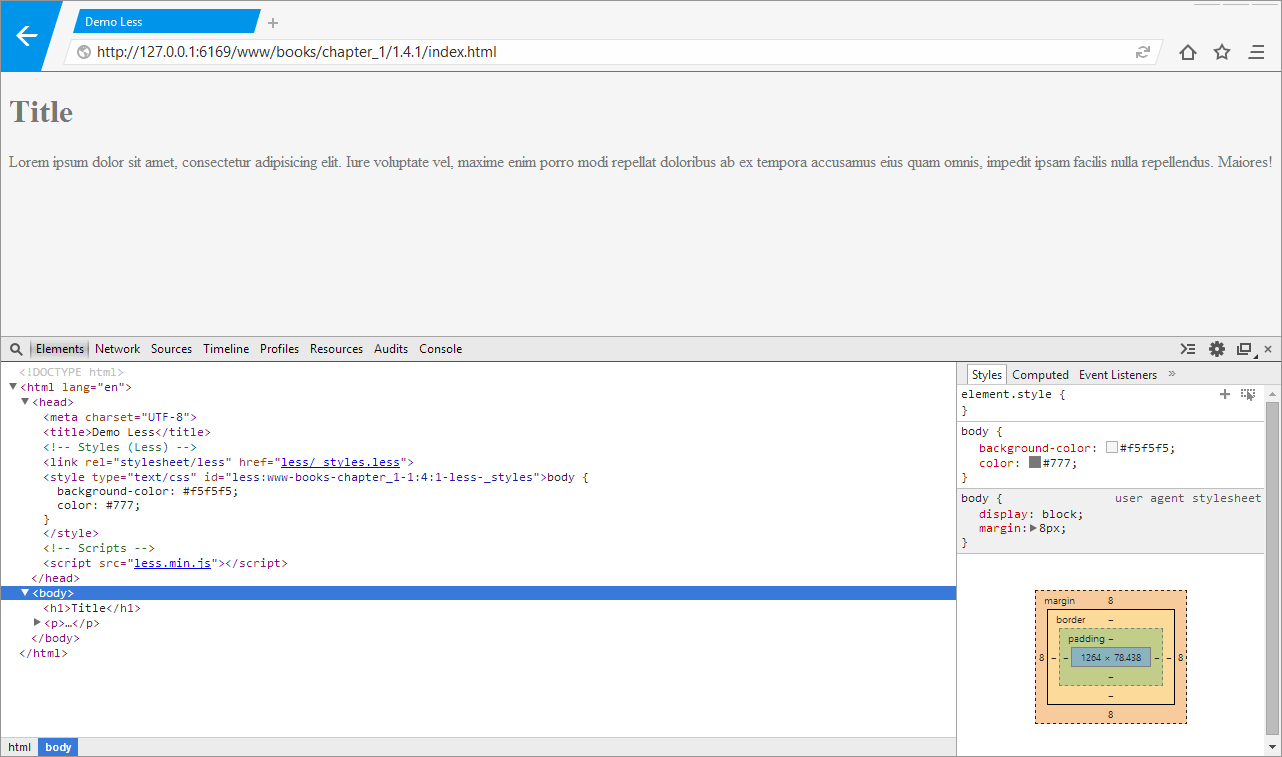 Demo Less
http://127.0.0.1:6169/www/books/chapter_1/1.4.1/index.html
Title
Lorem ipsum dolor sit amet, consectetur adipisicing elit. Iure voluptate vel, maxime enim porro modi repellat doloribus ab ex tempora accusamus eius quam omnis, impedit ipsam facilis nulla repellendus. Maiores!
Elements Network Sources Timeline Profiles Resources Audits Console
<!DOCTYPE html>
<html lang="en">
<head>
<meta charset="UTF-8">
<title>Demo Less</title>
<!-- Styles (Less) -->
<link rel="stylesheet/less" href="less/_styles.less">
<style type="text/css" id="less:www-books-chapter_1-1:4:1-less-_styles">body {
background-color: #f5f5f5;
color: #777;
}
</style>
<!-- Scripts -->
<script src="less.min.js"></script>
</head>
<body>
<h1>Title</h1>
<p>…</p>
</body>
</html>
html body
Styles Computed Event Listeners »
element.style {
}
body {
background-color: #f5f5f5;
color: #777;
}
body { user agent stylesheet
display: block;
margin: 8px;
}
margin 8
border –
padding –
8 – – 1264 × 78.438 – – 8
–
–
8